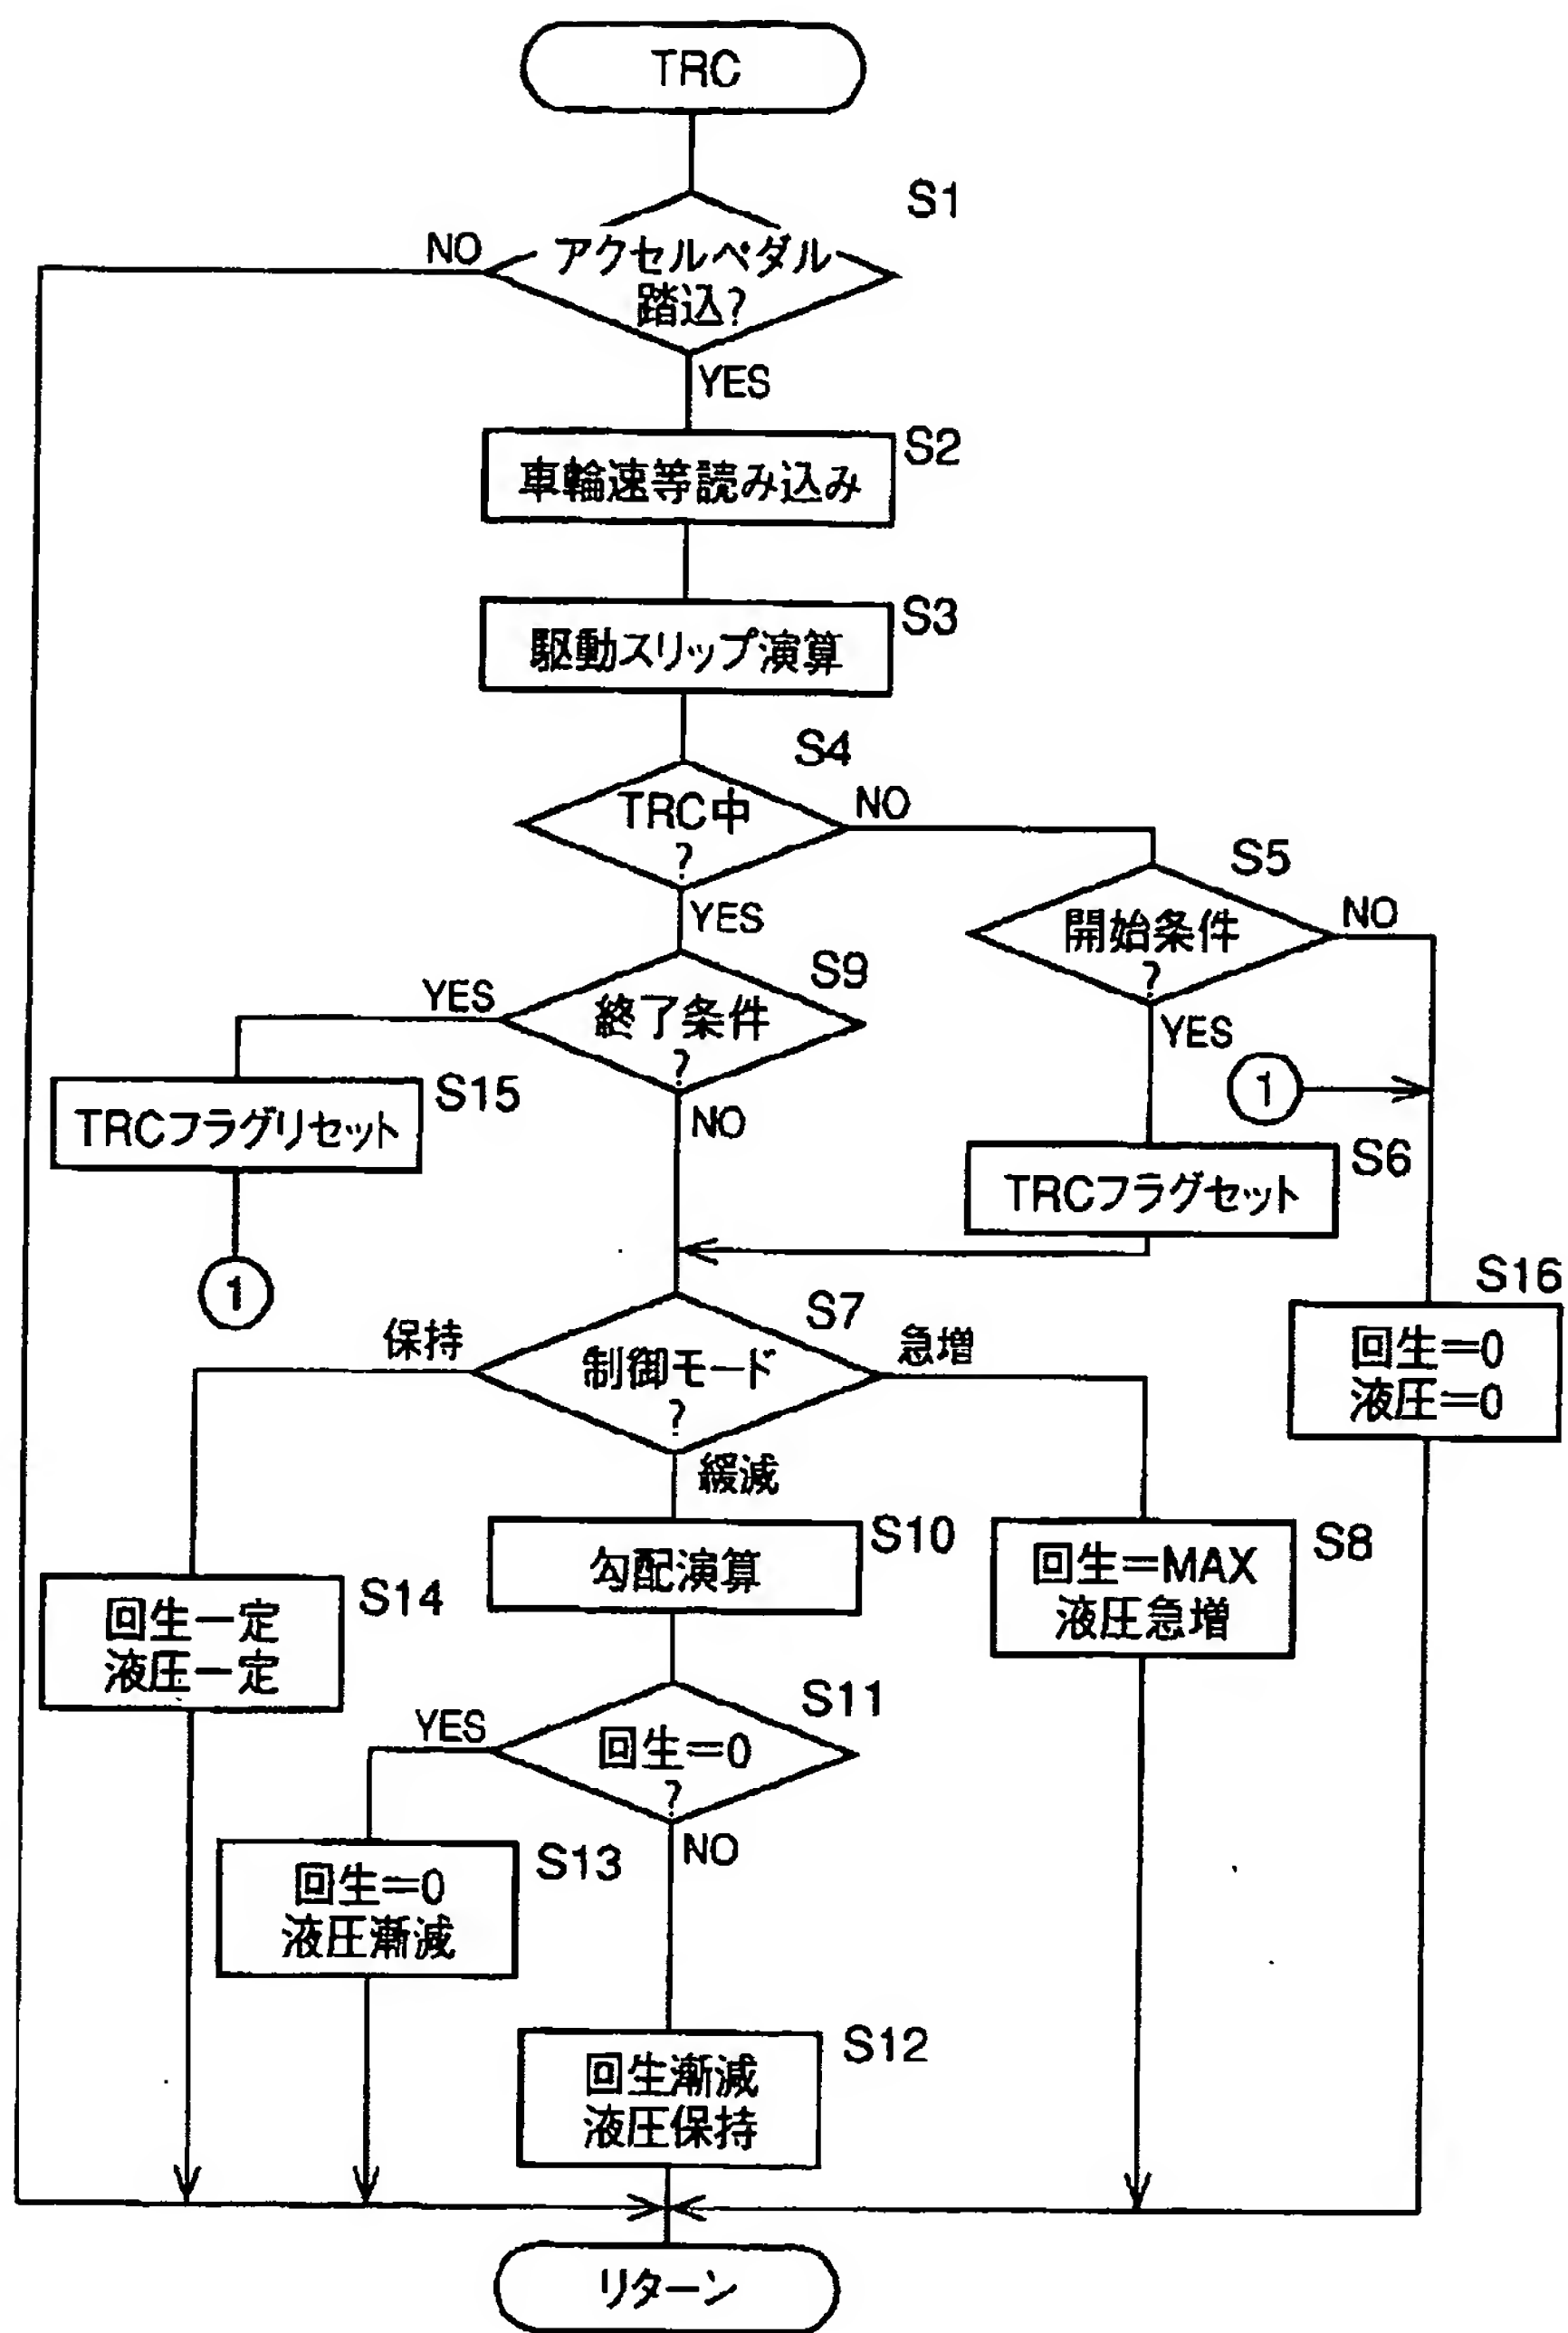 TRC
S1
NO
アクセルペダル
踏込?
YES
S2
車輪速等読み込み
S3
駆動スリップ演算
S4
TRC中
?
NO
YES
S5
開始条件
?
NO
YES
S9
終了条件
?
YES
NO
S15
TRCフラグリセット
1
1
S6
TRCフラグセット
S16
回生=0
液圧=0
S7
制御モード
?
保持
急増
緩減
S10
勾配演算
S8
回生=MAX
液圧急増
S14
回生一定
液圧一定
S11
回生=0
?
YES
NO
S13
回生=0
液圧漸減
S12
回生漸減
液圧保持
リターン